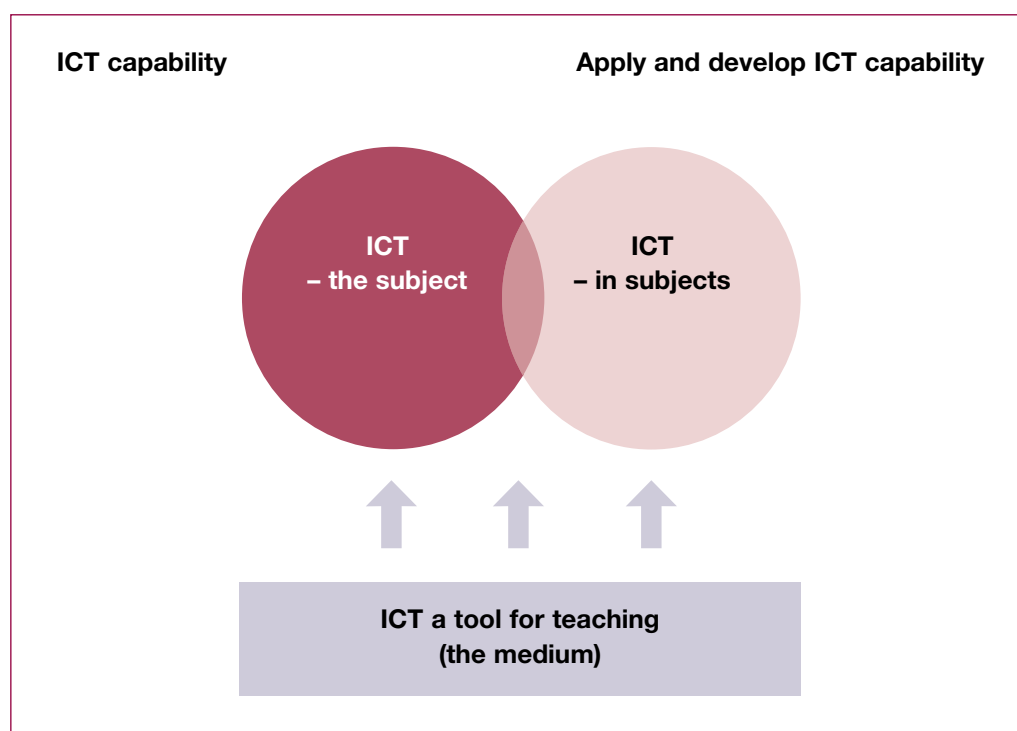 ICT capability
Apply and develop ICT capability
ICT
– the subject
ICT
– in subjects
ICT a tool for teaching
(the medium)